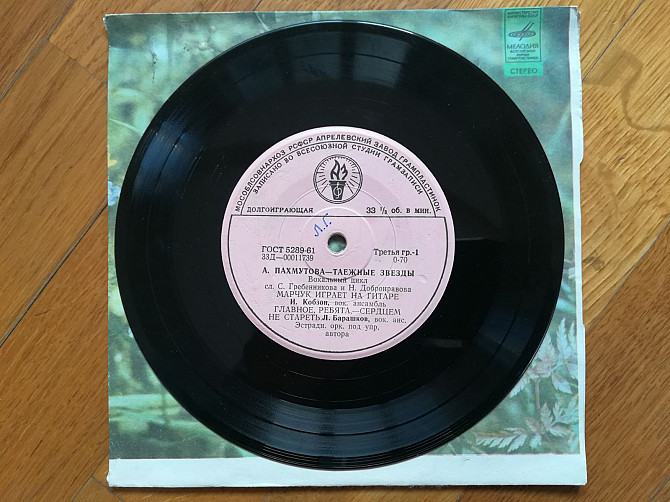 МОСОБЛСОВНАРХОЗ РСФСР АПРЕЛЕВСКИЙ ЗАВОД ГРАМПЛАСТИНОК
ЗАПИСАНО ВО ВСЕСОЮЗНОЙ СТУДИИ ГРАМЗАПИСИ
ДОЛГОИГРАЮЩАЯ 33 1/3 об. в мин.
Л.Г.
ГОСТ 5289-61 Третья гр.-1
33Д—00011739 0-70
А. ПАХМУТОВА—ТАЕЖНЫЕ ЗВЕЗДЫ
Вокальный цикл
сл. С. Гребенникова и Н. Добронравова
МАРЧУК ИГРАЕТ НА ГИТАРЕ
И. Кобзон, вок. ансамбль
ГЛАВНОЕ, РЕБЯТА,—СЕРДЦЕМ
НЕ СТАРЕТЬ Л. Барашков, вок. анс.
Эстрадн. орк. под упр.
автора
МЕЛОДИЯ
СТЕРЕО